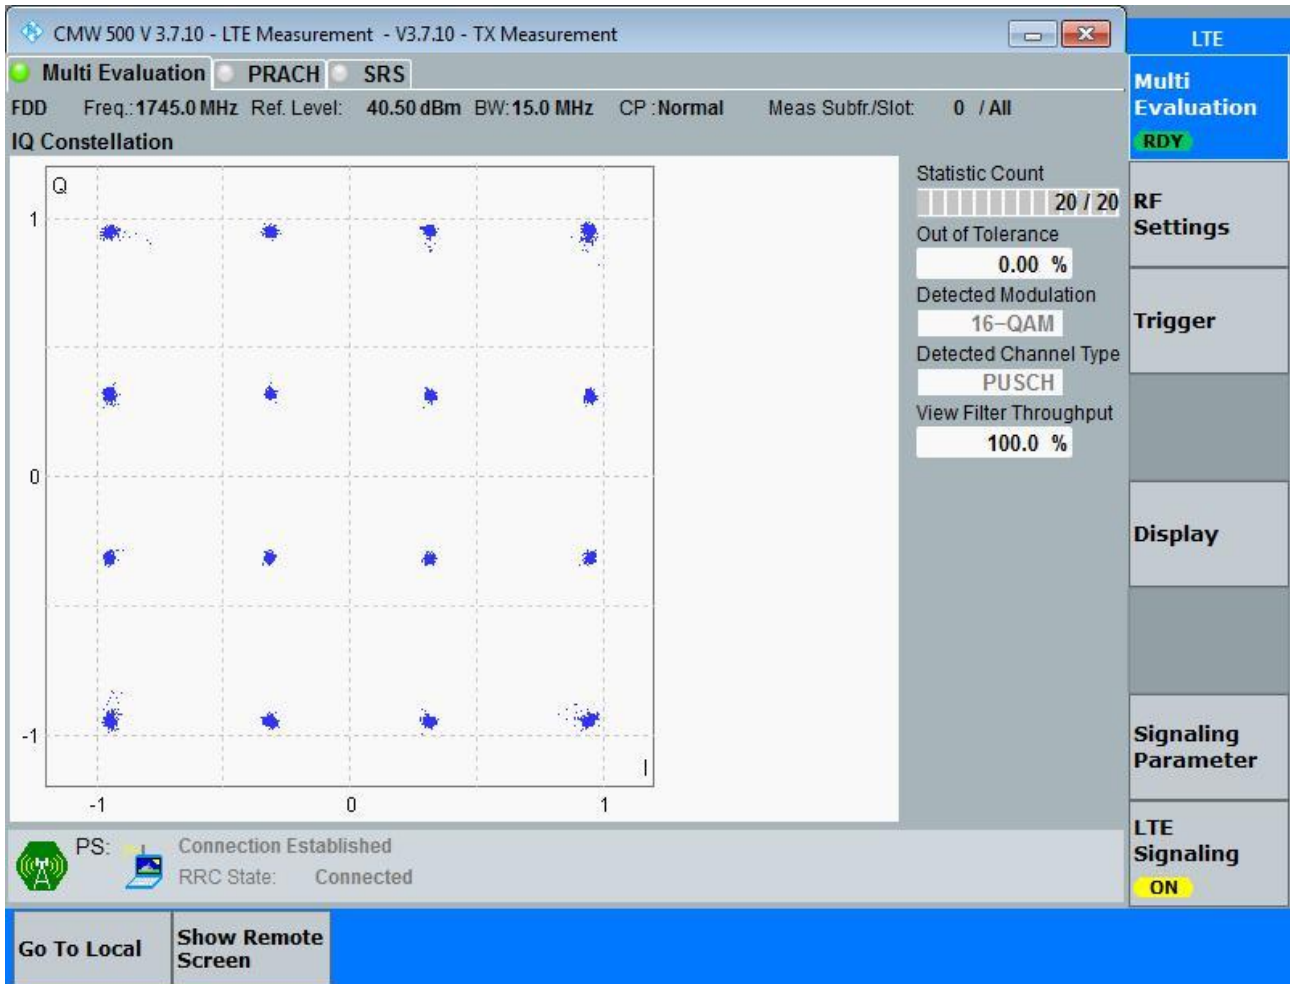 CMW 500 V 3.7.10 - LTE Measurement - V3.7.10 - TX Measurement
LTE
Multi Evaluation PRACH SRS
FDD Freq.:1745.0 MHz Ref. Level: 40.50 dBm BW:15.0 MHz CP :Normal Meas Subfr./Slot: 0 / All
IQ Constellation
Q
1
0
-1
I
-1 0 1
Statistic Count
20 / 20
Out of Tolerance
0.00 %
Detected Modulation
16-QAM
Detected Channel Type
PUSCH
View Filter Throughput
100.0 %
Multi
Evaluation
RDY
RF
Settings
Trigger
Display
Signaling
Parameter
LTE
Signaling
ON
PS: Connection Established
RRC State: Connected
Go To Local
Show Remote
Screen